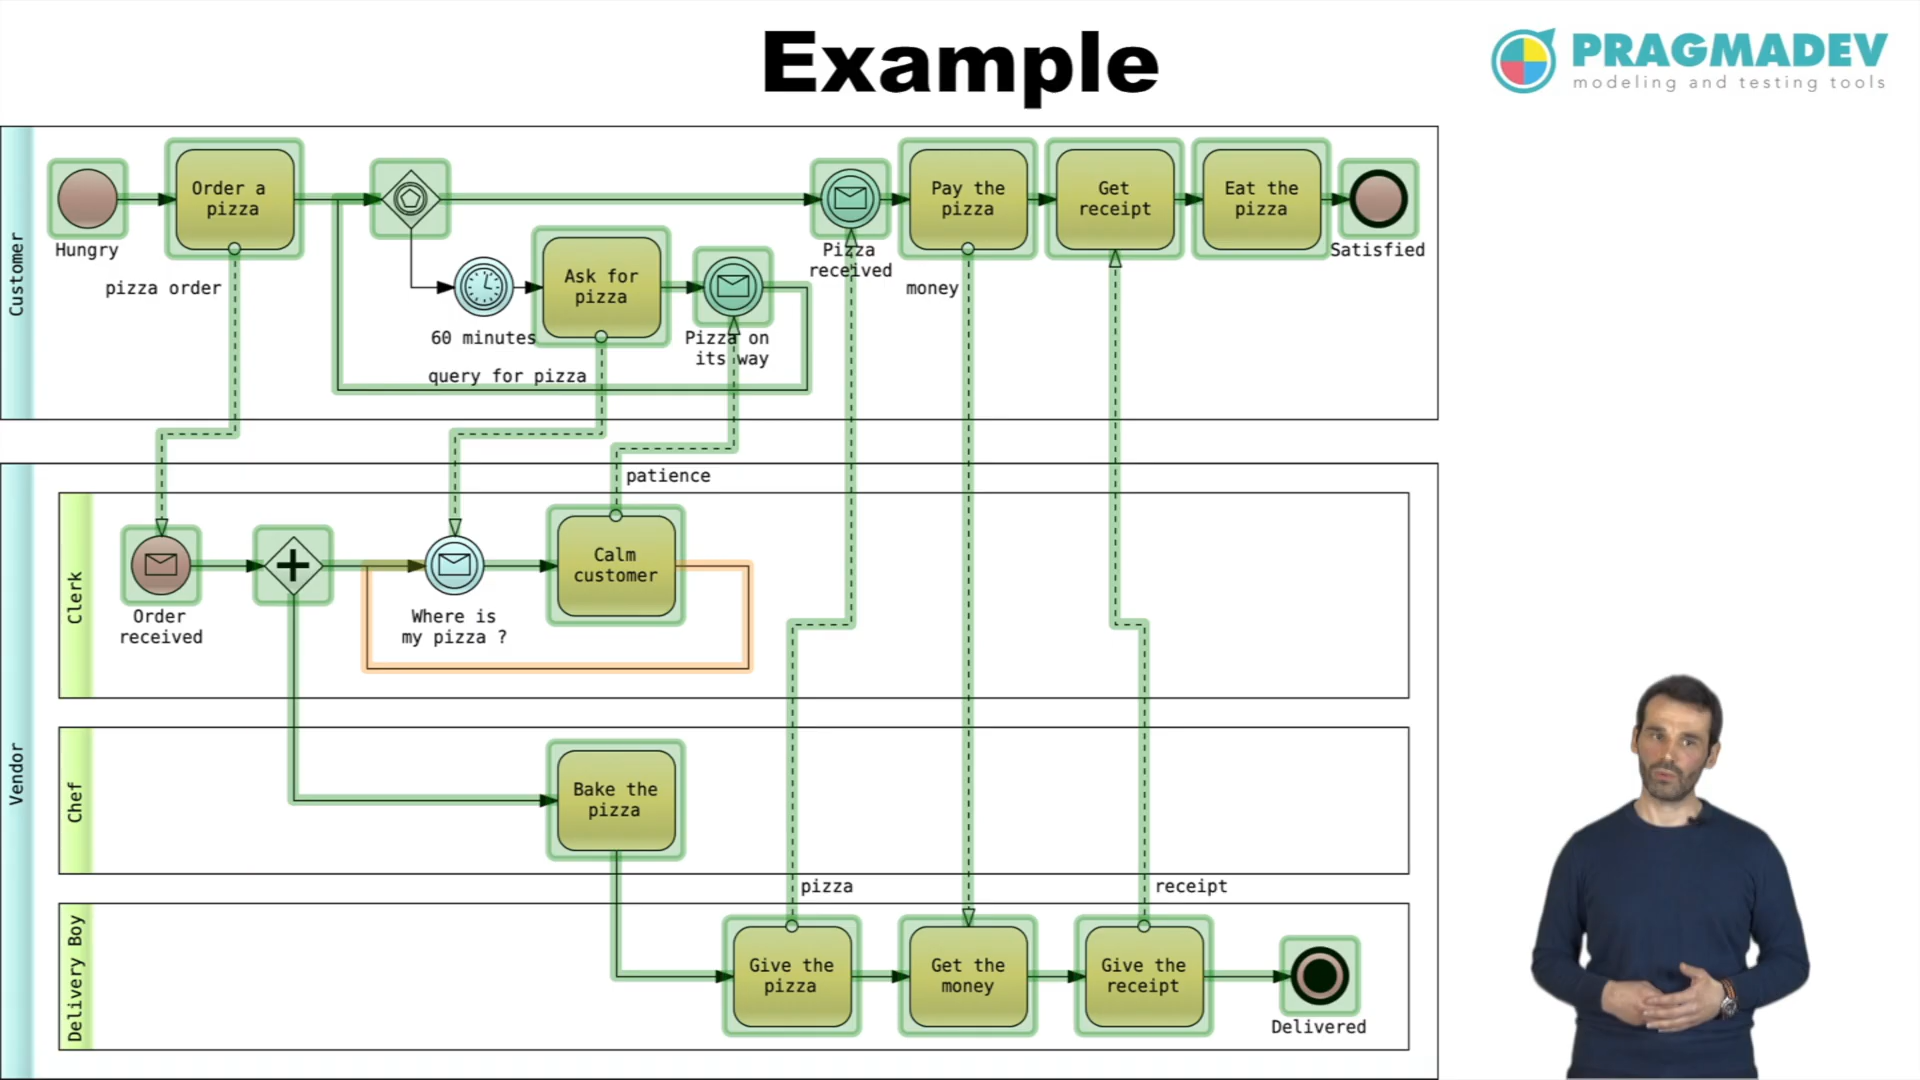 Example
PRAGMADEV
modeling and testing tools
Customer
Hungry
Order a
pizza
pizza order
60 minutes
Ask for
pizza
query for pizza
Pizza on
its way
Pizza
received
Pay the
pizza
money
Get
receipt
Eat the
pizza
Satisfied
patience
Vendor
Clerk
Order
received
Where is
my pizza ?
Calm
customer
Chef
Bake the
pizza
pizza
receipt
Delivery Boy
Give the
pizza
Get the
money
Give the
receipt
Delivered